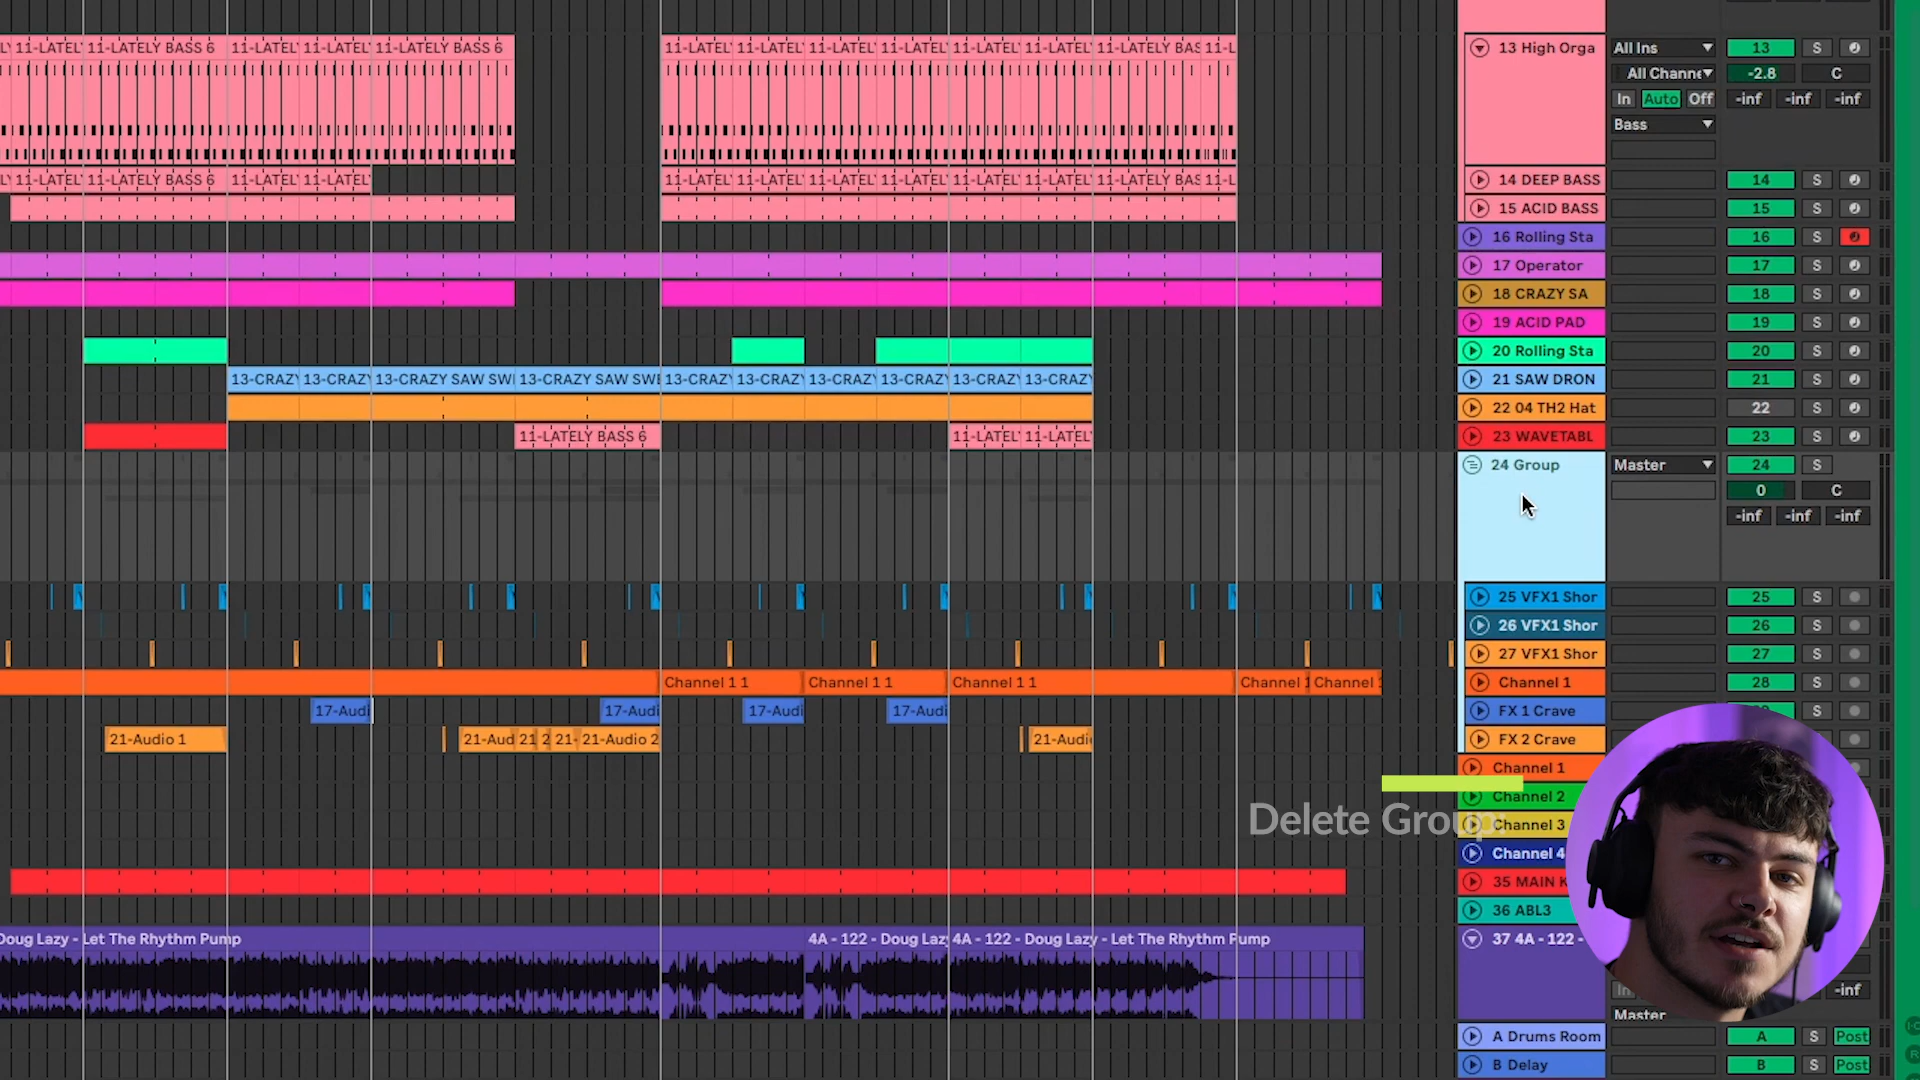 11-LATEL 11-LATELY BASS 6 11-LATEL 11-LATEL 11-LATELY BASS 6 11-LATEL 11-LATEL 11-LATEL 11-LATEL 11-LATEL 11-LATEL 11-LATELY BAS 11-L 13 High Orga All Ins 13 S
All Channe -2.8 C
In Auto Off -inf -inf -inf
Bass
11-LATEL 11-LATELY BASS 6 11-LATEL 11-LATEL 11-LATEL 11-LATEL 11-LATEL 11-LATEL 11-LATEL 11-LATEL 11-LATELY BAS 11-L 14 DEEP BASS 14 S
15 ACID BASS 15 S
16 Rolling Sta 16 S
17 Operator 17 S
18 CRAZY SA 18 S
19 ACID PAD 19 S
20 Rolling Sta 20 S
13-CRAZY 13-CRAZY 13-CRAZY SAW SWI 13-CRAZY SAW SWE 13-CRAZY 13-CRAZY 13-CRAZY 13-CRAZY 13-CRAZY 13-CRAZY 21 SAW DRON 21 S
22 04 TH2 Hat 22 S
11-LATELY BASS 6 11-LATEL 11-LATEL 23 WAVETABL 23 S
24 Group Master 24 S
0 C
-inf -inf -inf
25 VFX1 Shor 25 S
26 VFX1 Shor 26 S
27 VFX1 Shor 27 S
Channel 1 1 Channel 1 1 Channel 1 1 Channel 1 Channel 1 Channel 1 28 S
17-Audi 17-Audi 17-Audi 17-Audi FX 1 Crave S
21-Audio 1 21-Aud 21 2 21- 21-Audio 2 21-Audi FX 2 Crave
Channel 1
Channel 2
Delete Group:
Channel 3
Channel 4
35 MAIN K
36 ABL3
Doug Lazy - Let The Rhythm Pump 4A - 122 - Doug Laz 4A - 122 - Doug Lazy - Let The Rhythm Pump 37 4A - 122 -
In -inf
Master
A Drums Room A S Post
B Delay B S Post